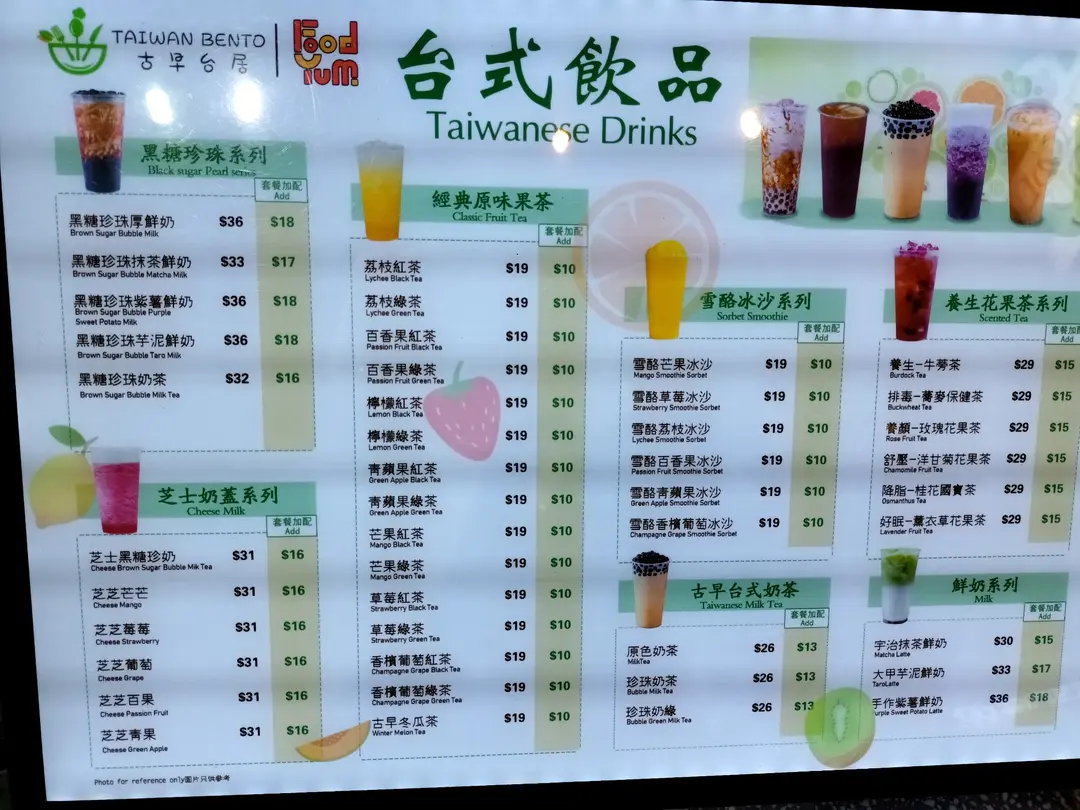 TAIWAN BENTO
古早台居
Food
Yum!
台式飲品
Taiwanese Drinks
黑糖珍珠系列
Black sugar Pearl series
套餐加配
Add
黑糖珍珠厚鮮奶 $36 $18
Brown Sugar Bubble Milk
黑糖珍珠抹茶鮮奶 $33 $17
Brown Sugar Bubble Matcha Milk
黑糖珍珠紫薯鮮奶 $36 $18
Brown Sugar Bubble Purple
Sweet Potato Milk
黑糖珍珠芋泥鮮奶 $36 $18
Brown Sugar Bubble Taro Milk
黑糖珍珠奶茶 $32 $16
Brown Sugar Bubble Milk Tea
芝士奶蓋系列
Cheese Milk
套餐加配
Add
芝士黑糖珍奶 $31 $16
Cheese Brown Sugar Bubble Mik Tea
芝芝芒芒 $31 $16
Cheese Mango
芝芝莓莓 $31 $16
Cheese Strawberry
芝芝葡萄 $31 $16
Cheese Grape
芝芝百果 $31 $16
Cheese Passion Fruit
芝芝青果 $31 $16
Cheese Green Apple
Photo for reference only圖片只供參考
經典原味果茶
Classic Fruit Tea
套餐加配
Add
荔枝紅茶 $19 $10
Lychee Black Tea
荔枝綠茶 $19 $10
Lychee Green Tea
百香果紅茶 $19 $10
Passion Fruit Black Tea
百香果綠茶 $19 $10
Passion Fruit Green Tea
檸檬紅茶 $19 $10
Lemon Black Tea
檸檬綠茶 $19 $10
Lemon Green Tea
青蘋果紅茶 $19 $10
Green Apple Black Tea
青蘋果綠茶 $19 $10
Green Apple Green Tea
芒果紅茶 $19 $10
Mango Black Tea
芒果綠茶 $19 $10
Mango Green Tea
草莓紅茶 $19 $10
Strawberry Black Tea
草莓綠茶 $19 $10
Strawberry Green Tea
香檳葡萄紅茶 $19 $10
Champagne Grape Black Tea
香檳葡萄綠茶 $19 $10
Champagne Grape Green Tea
古早冬瓜茶 $19 $10
Winter Melon Tea
雪酪冰沙系列
Sorbet Smoothie
套餐加配
Add
雪酪芒果冰沙 $19 $10
Mango Smoothie Sorbet
雪酪草莓冰沙 $19 $10
Strawberry Smoothie Sorbet
雪酪荔枝冰沙 $19 $10
Lychee Smoothie Sorbet
雪酪百香果冰沙 $19 $10
Passion Fruit Smoothie Sorbet
雪酪青蘋果冰沙 $19 $10
Green Apple Smoothie Sorbet
雪酪香檳葡萄冰沙 $19 $10
Champagne Grape Smoothie Sorbet
古早台式奶茶
Taiwanese Milk Tea
套餐加配
Add
原色奶茶 $26 $13
MilkTea
珍珠奶茶 $26 $13
Bubble Milk Tea
珍珠奶綠 $26 $13
Bubble Green Milk Tea
養生花果茶系列
Scented Tea
套餐加配
Add
養生–牛蒡茶 $29 $15
Burdock Tea
排毒–蕎麥保健茶 $29 $15
Buckwheat Tea
養顏–玫瑰花果茶 $29 $15
Rose Fruit Tea
舒壓–洋甘菊花果茶 $29 $15
Chamomile Fruit Tea
降脂–桂花國寶茶 $29 $15
Osmanthus Tea
好眠–薰衣草花果茶 $29 $15
Lavender Fruit Tea
鮮奶系列
Milk
套餐加配
Add
宇治抹茶鮮奶 $30 $15
Matcha Latte
大甲芋泥鮮奶 $33 $17
TaroLatte
手作紫薯鮮奶 $36 $18
Purple Sweet Potato Latte